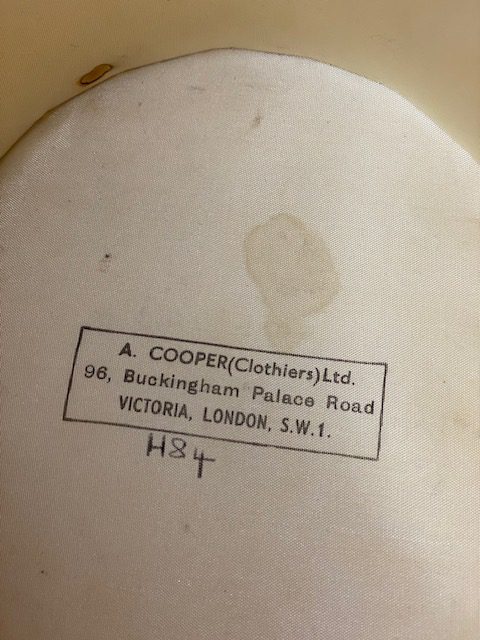 A. COOPER(Clothiers)Ltd.
96, Buckingham Palace Road
VICTORIA, LONDON, S.W.1.
H84